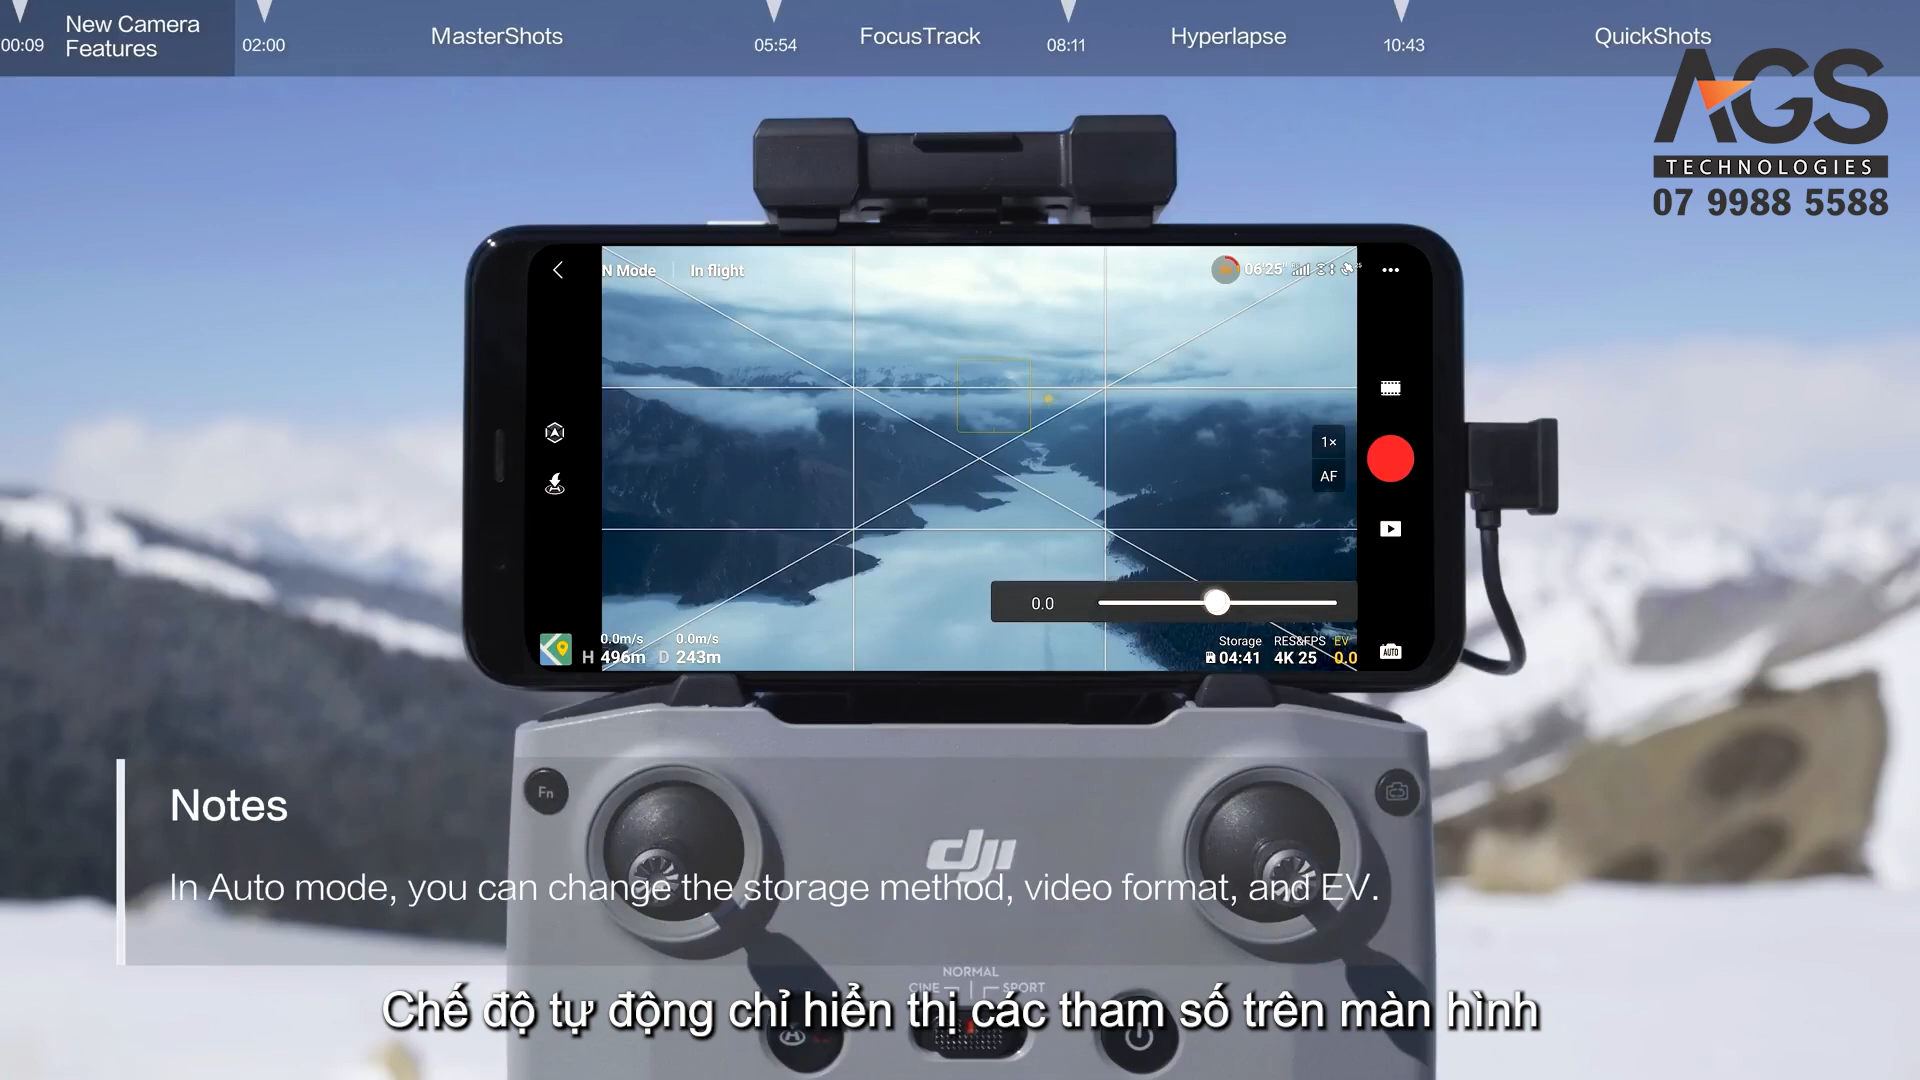 00:09
New Camera
Features
02:00
MasterShots
05:54
FocusTrack
08:11
Hyperlapse
10:43
QuickShots
AGS
TECHNOLOGIES
07 9988 5588
N Mode
In flight
06'25"
1×
AF
0.0
0.0m/s
0.0m/s
H 496m
D 243m
Storage
RES&FPS
EV
04:41
4K 25
0.0
AUTO
Fn
dji
Notes
In Auto mode, you can change the storage method, video format, and EV.
NORMAL
CINE
SPORT
Chế độ tự động chỉ hiển thị các tham số trên màn hình